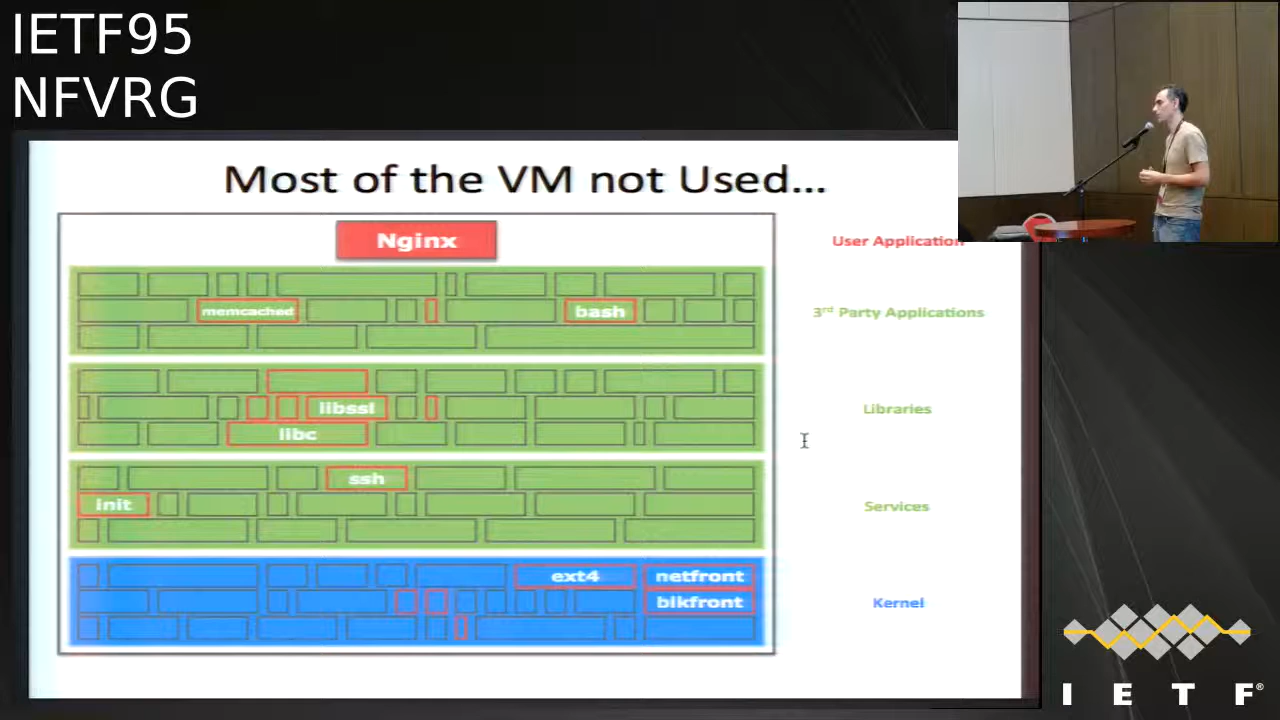 IETF95
NFVRG
Most of the VM not Used...
Nginx
User Application
memcached
bash
3rd Party Applications
libssl
libc
Libraries
ssh
init
Services
ext4
netfront
blkfront
Kernel
I E T F®